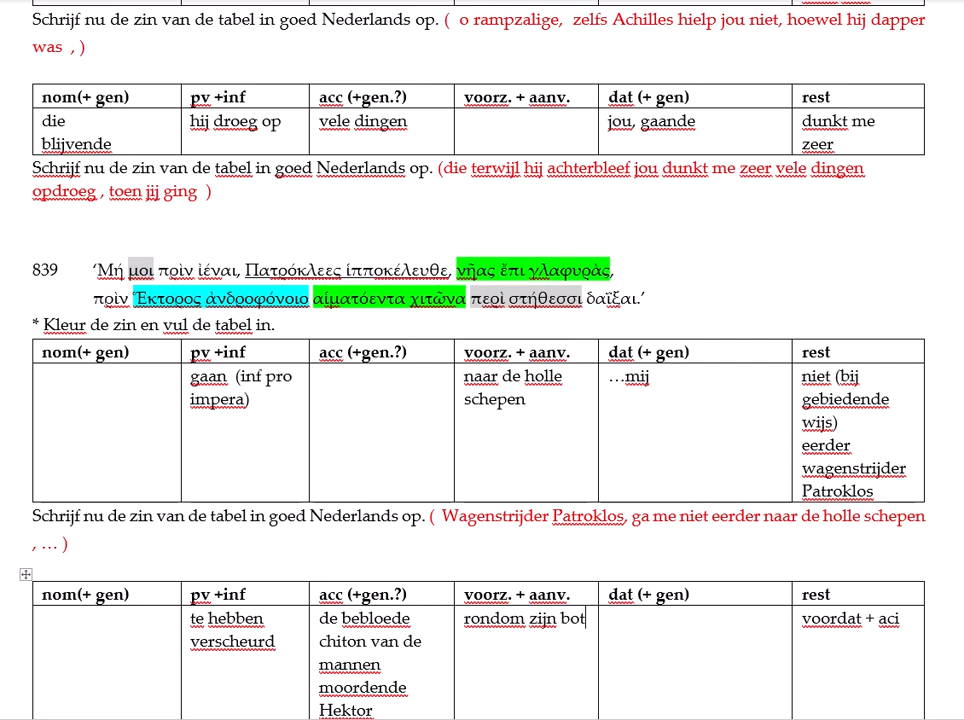 Schrijf nu de zin van de tabel in goed Nederlands op. ( o rampzalige, zelfs Achilles hielp jou niet, hoewel hij dapper
was , )
nom(+ gen) pv +inf acc (+gen.?) voorz. + aanv. dat (+ gen) rest
die hij droeg op vele dingen jou, gaande dunkt me
blijvende zeer
Schrijf nu de zin van de tabel in goed Nederlands op. (die terwijl hij achterbleef jou dunkt me zeer vele dingen
opdroeg , toen jij ging )
839 ‘Μή μοι πρὶν ἰέναι, Πατρόκλεες ἱπποκέλευθε, νῆας ἔπι γλαφυρὰς,
πρὶν Ἕκτορος ἀνδροφόνοιο αἱματόεντα χιτῶνα περὶ στήθεσσι δαΐξαι.’
* Kleur de zin en vul de tabel in.
nom(+ gen) pv +inf acc (+gen.?) voorz. + aanv. dat (+ gen) rest
gaan (inf pro naar de holle …mij niet (bij
impera) schepen gebiedende
wijs)
eerder
wagenstrijder
Patroklos
Schrijf nu de zin van de tabel in goed Nederlands op. ( Wagenstrijder Patroklos, ga me niet eerder naar de holle schepen
, … )
nom(+ gen) pv +inf acc (+gen.?) voorz. + aanv. dat (+ gen) rest
te hebben de bebloede rondom zijn bot voordat + aci
verscheurd chiton van de
mannen
moordende
Hektor